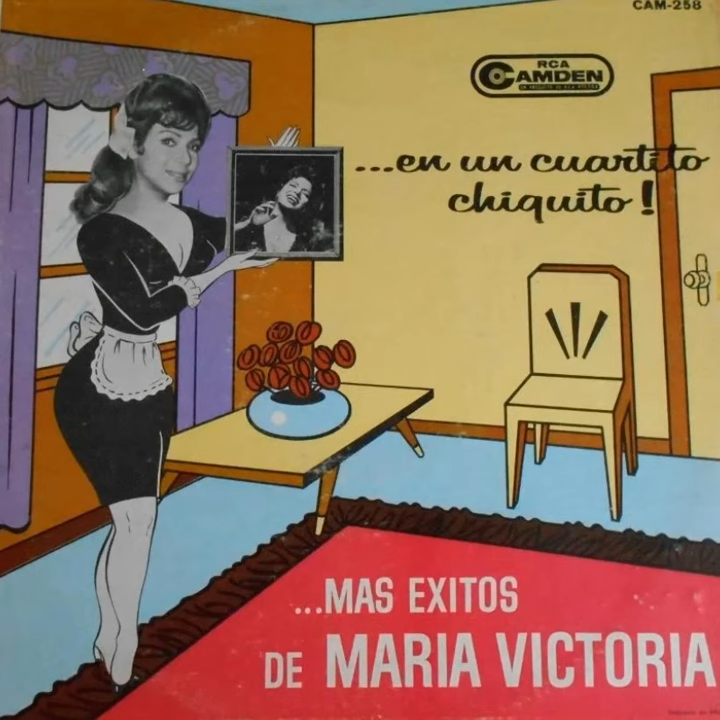 CAM-258
RCA
CAMDEN
...en un cuartito
chiquito!
...MAS EXITOS
DE MARIA VICTORIA